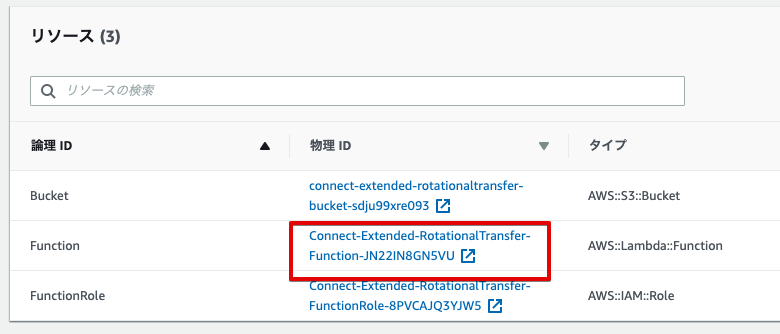 リソース (3)
リソースの検索
論理 ID 物理 ID タイプ
Bucket connect-extended-rotationaltransfer- AWS::S3::Bucket
bucket-sdju99xre093
Function Connect-Extended-RotationalTransfer- AWS::Lambda::Function
Function-JN22IN8GN5VU
FunctionRole Connect-Extended-RotationalTransfer- AWS::IAM::Role
FunctionRole-8PVCAJQ3YJW5